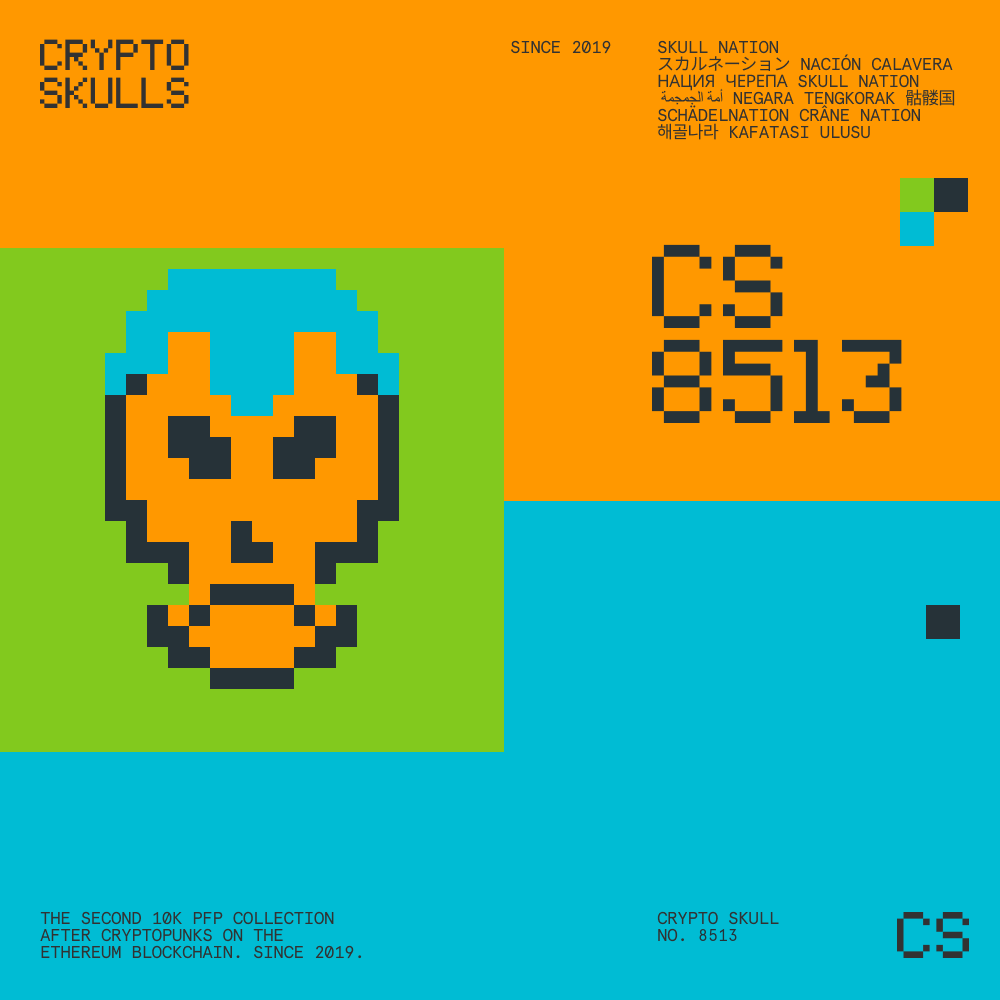 CRYPTO
SKULLS
SINCE 2019
SKULL NATION
スカルネーション NACIÓN CALAVERA
НАЦИЯ ЧЕРЕПА SKULL NATION
أمة الجمجمة NEGARA TENGKORAK 骷髅国
SCHÄDELNATION CRÂNE NATION
해골나라 KAFATASI ULUSU
CS
8513
THE SECOND 10K PFP COLLECTION
AFTER CRYPTOPUNKS ON THE
ETHEREUM BLOCKCHAIN. SINCE 2019.
CRYPTO SKULL
NO. 8513
CS